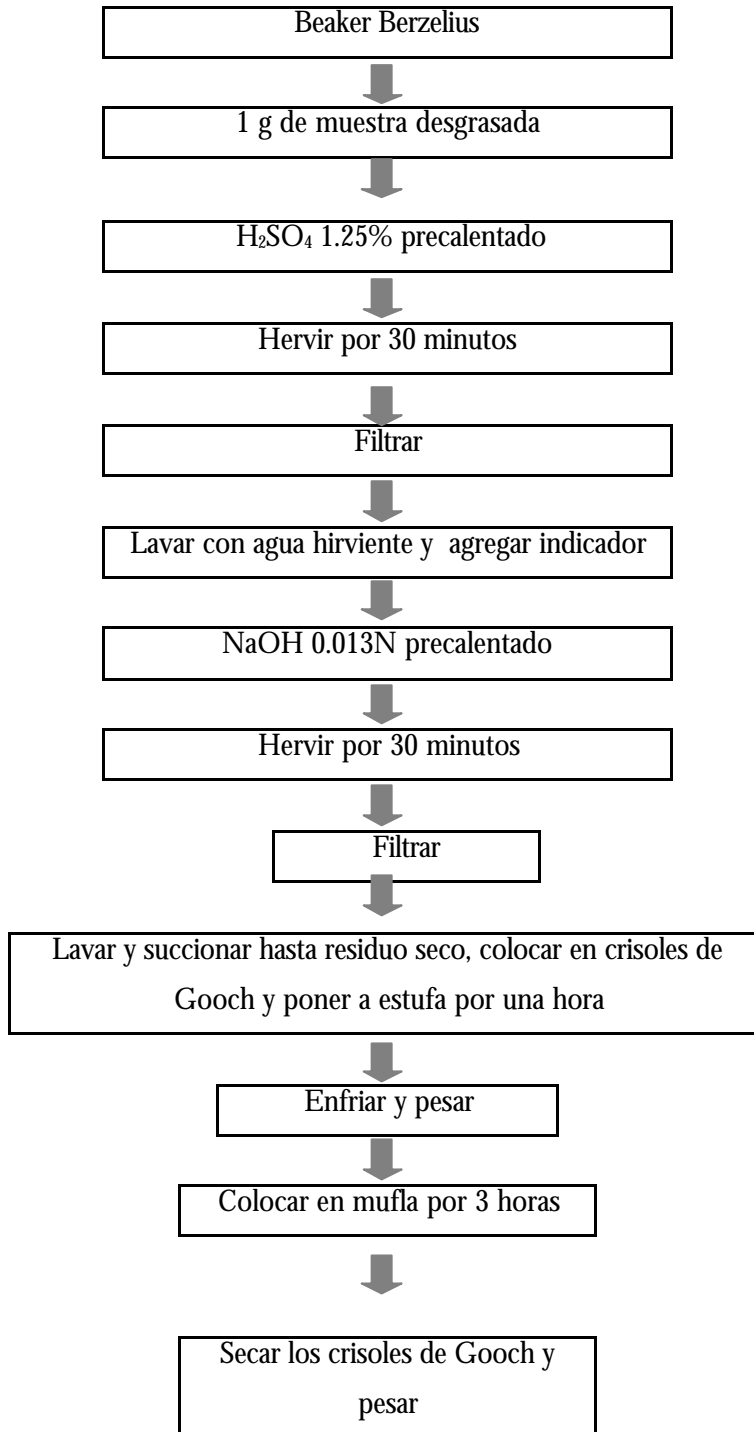 Beaker Berzelius
1 g de muestra desgrasada
H₂SO₄ 1.25% precalentado
Hervir por 30 minutos
Filtrar
Lavar con agua hirviente y  agregar indicador
NaOH 0.013N precalentado
Hervir por 30 minutos
Filtrar
Lavar y succionar hasta residuo seco, colocar en crisoles de
Gooch y poner a estufa por una hora
Enfriar y pesar
Colocar en mufla por 3 horas
Secar los crisoles de Gooch y
pesar